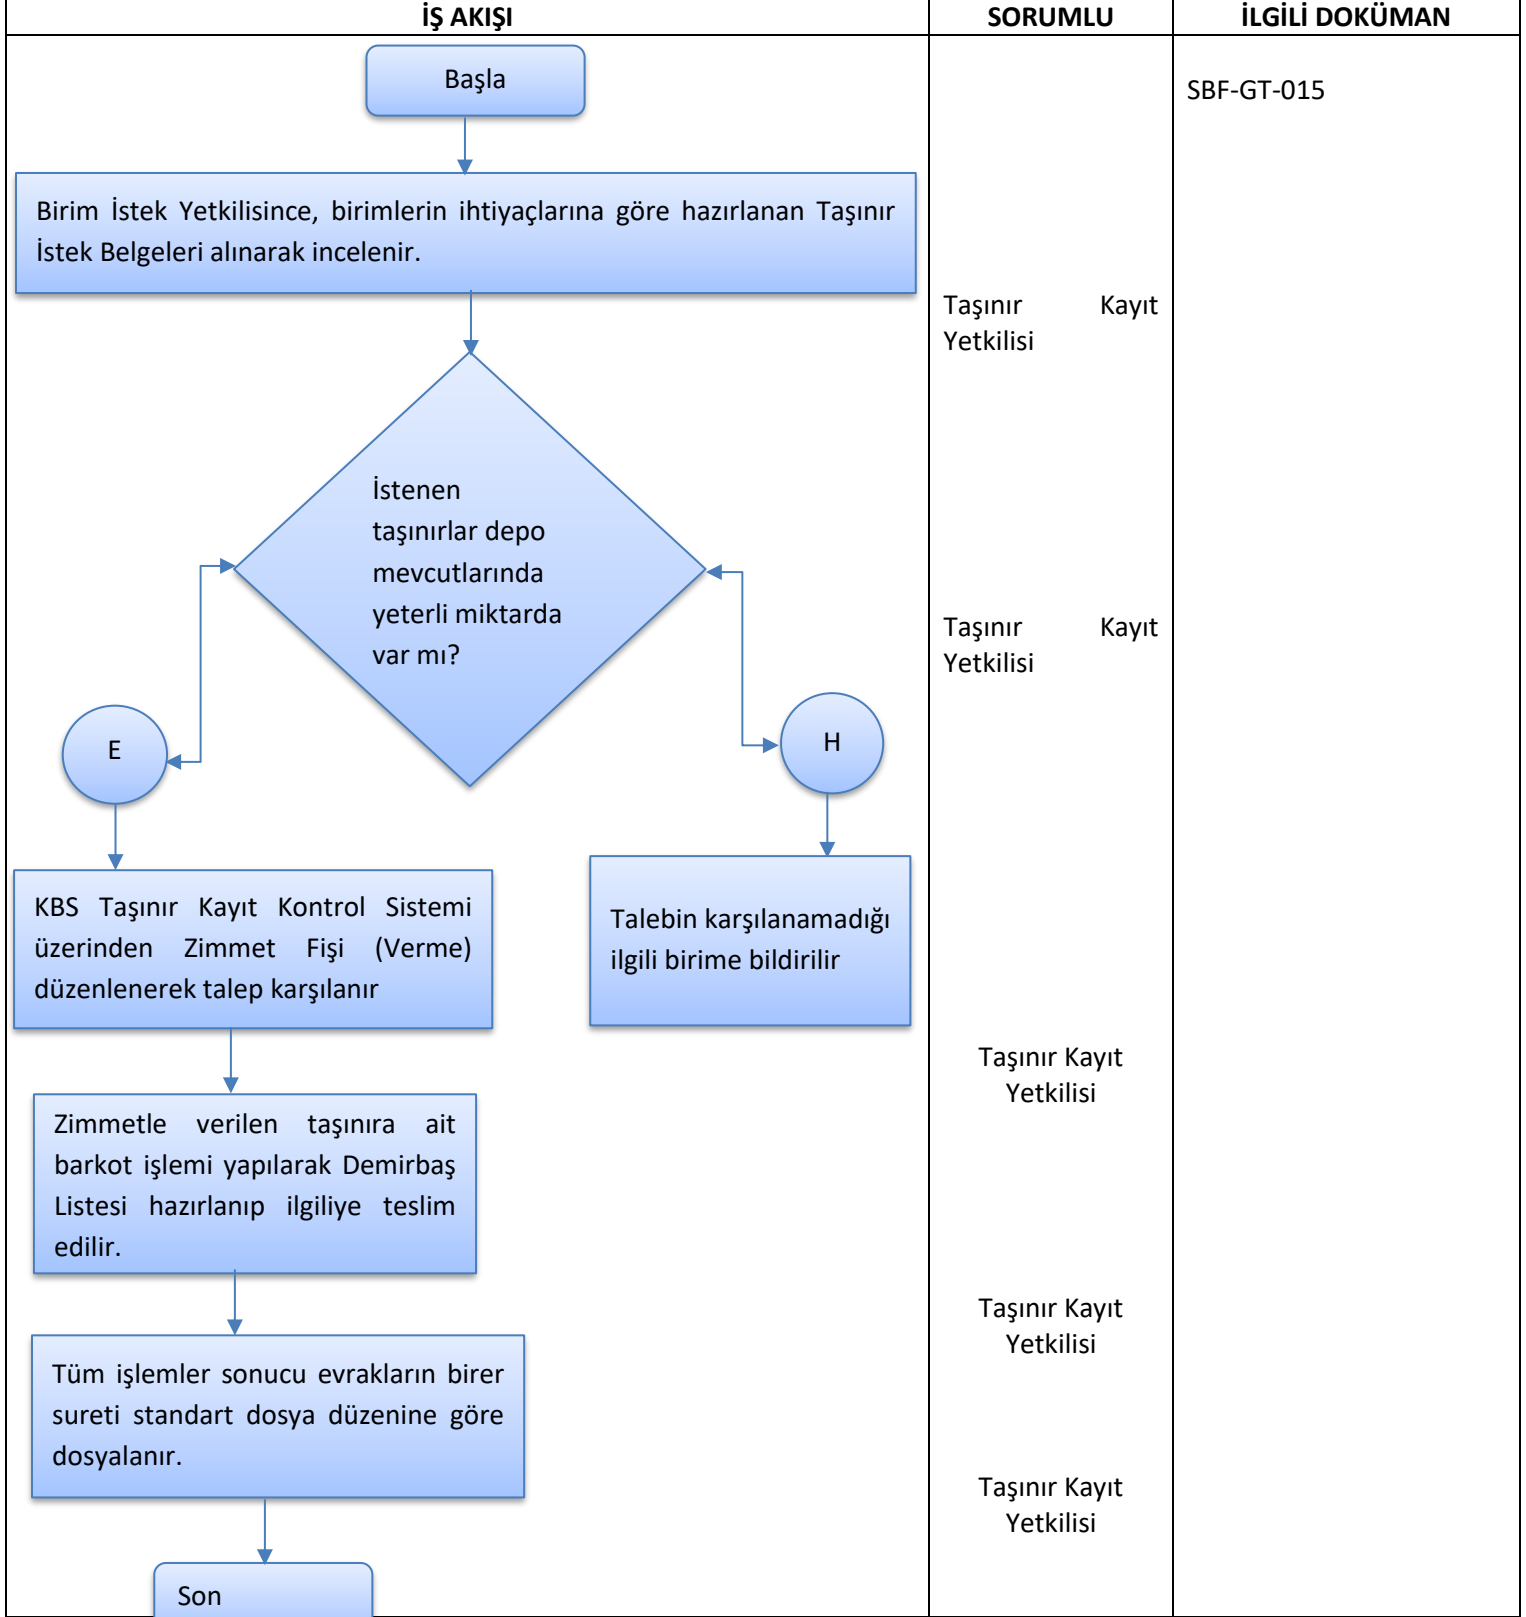 İŞ AKIŞI
SORUMLU
İLGİLİ DOKÜMAN
Başla
SBF-GT-015
Birim İstek Yetkilisince, birimlerin ihtiyaçlarına göre hazırlanan Taşınır
İstek Belgeleri alınarak incelenir.
Taşınır Kayıt
Yetkilisi
İstenen
taşınırlar depo
mevcutlarında
yeterli miktarda
var mı?
Taşınır Kayıt
Yetkilisi
E
H
KBS Taşınır Kayıt Kontrol Sistemi
üzerinden Zimmet Fişi (Verme)
düzenlenerek talep karşılanır
Talebin karşılanamadığı
ilgili birime bildirilir
Taşınır Kayıt
Yetkilisi
Zimmetle verilen taşınıra ait
barkot işlemi yapılarak Demirbaş
Listesi hazırlanıp ilgiliye teslim
edilir.
Taşınır Kayıt
Yetkilisi
Tüm işlemler sonucu evrakların birer
sureti standart dosya düzenine göre
dosyalanır.
Taşınır Kayıt
Yetkilisi
Son